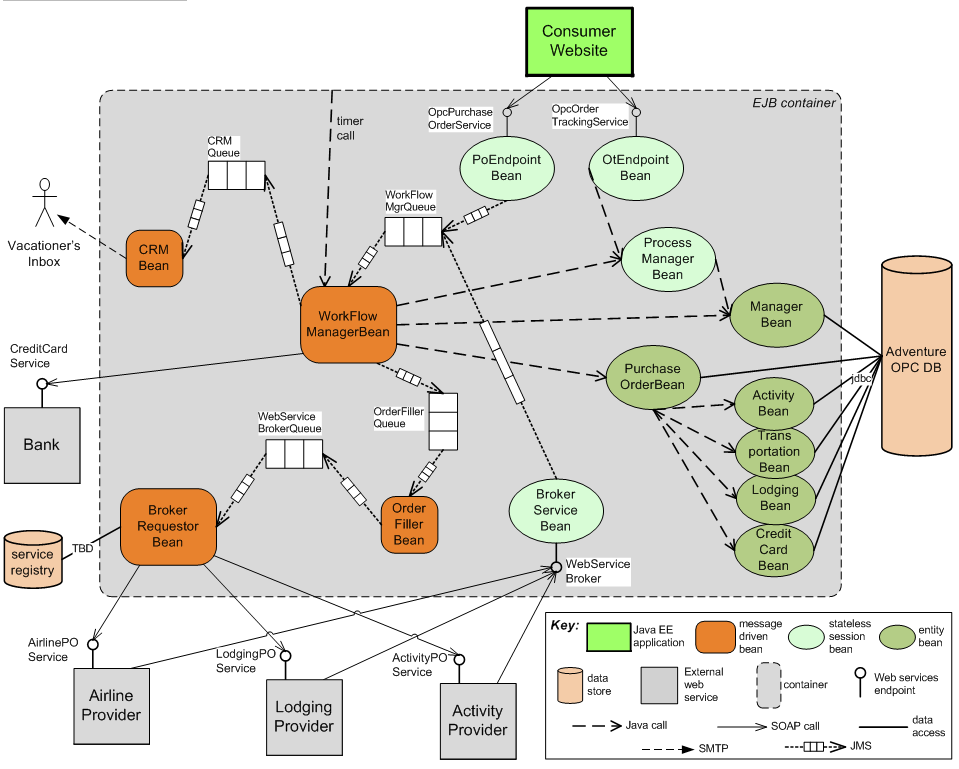 Consumer
Website
EJB container
OpcPurchase
OrderService
OpcOrder
TrackingService
timer
call
CRM
Queue
PoEndpoint
Bean
OtEndpoint
Bean
WorkFlow
MgrQueue
Vacationer's
Inbox
CRM
Bean
Process
Manager
Bean
WorkFlow
ManagerBean
Manager
Bean
CreditCard
Service
Adventure
OPC DB
jdbc
Purchase
OrderBean
Activity
Bean
Bank
WebService
BrokerQueue
OrderFiller
Queue
Trans
portation
Bean
Lodging
Bean
Broker
Requestor
Bean
Order
Filler
Bean
Broker
Service
Bean
Credit
Card
Bean
service
registry
TBD
WebService
Broker
AirlinePO
Service
LodgingPO
Service
ActivityPO
Service
Airline
Provider
Lodging
Provider
Activity
Provider
Key:
Java EE
application
message
driven
bean
stateless
session
bean
entity
bean
data
store
External
web
service
container
Web services
endpoint
Java call
SOAP call
data
access
SMTP
JMS